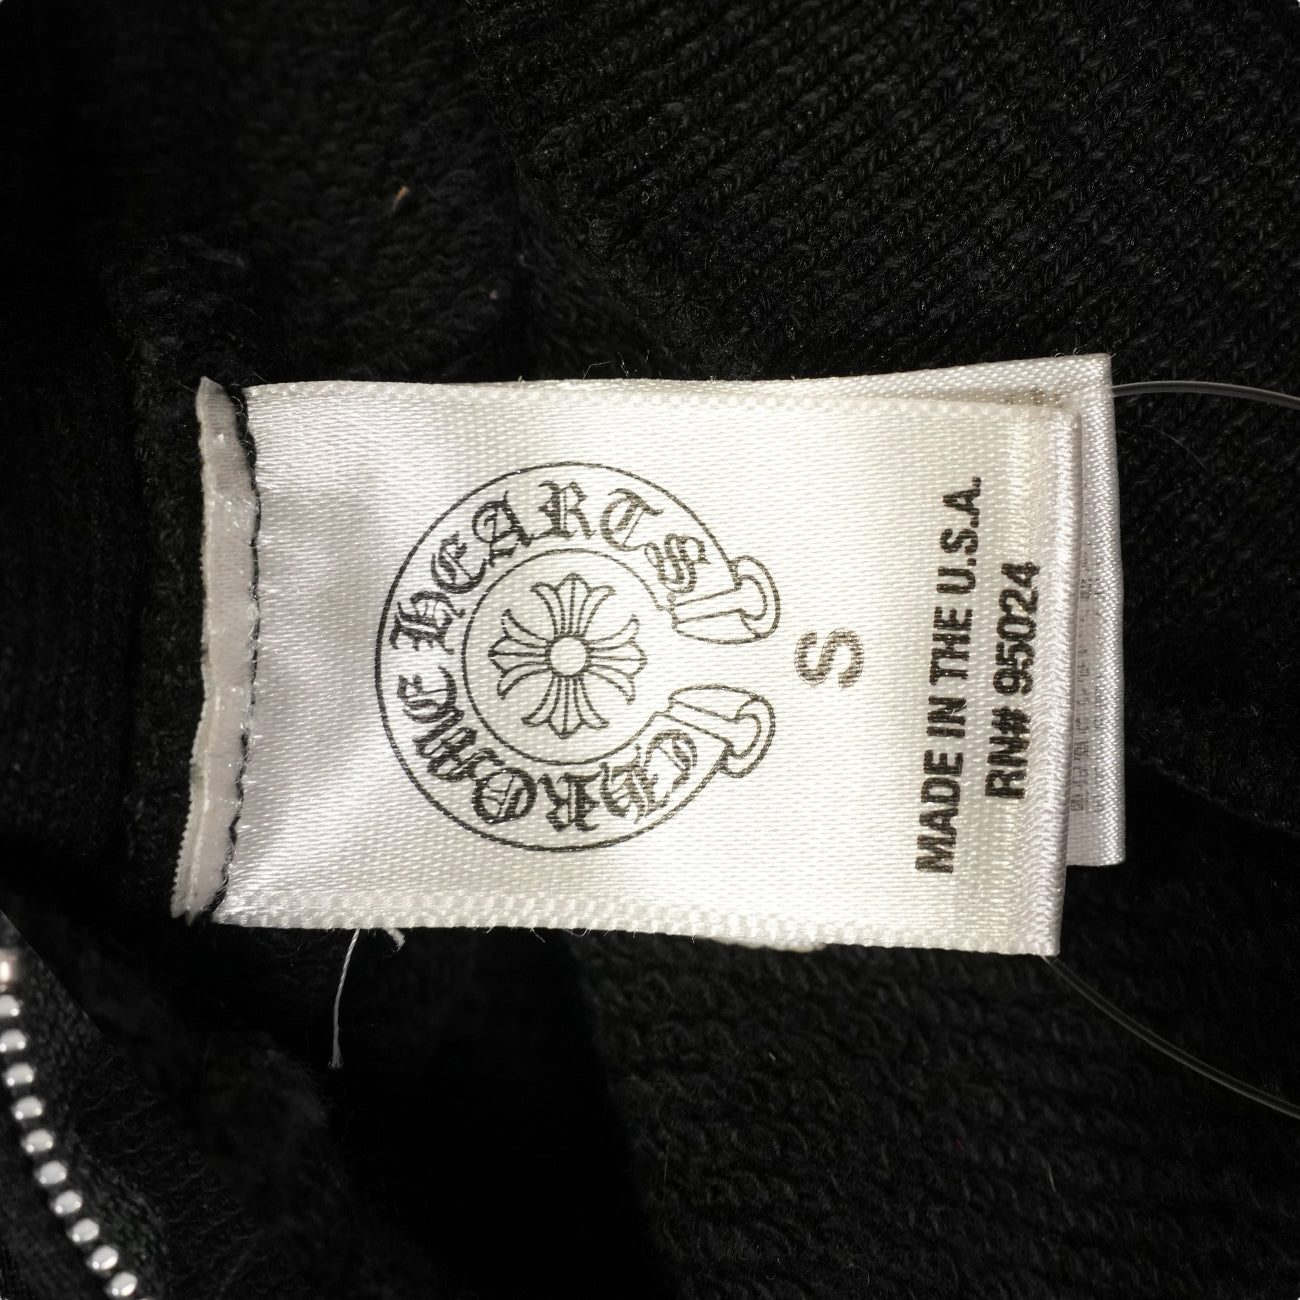 CHROME HEARTS
S
MADE IN THE U.S.A.
RN# 95024